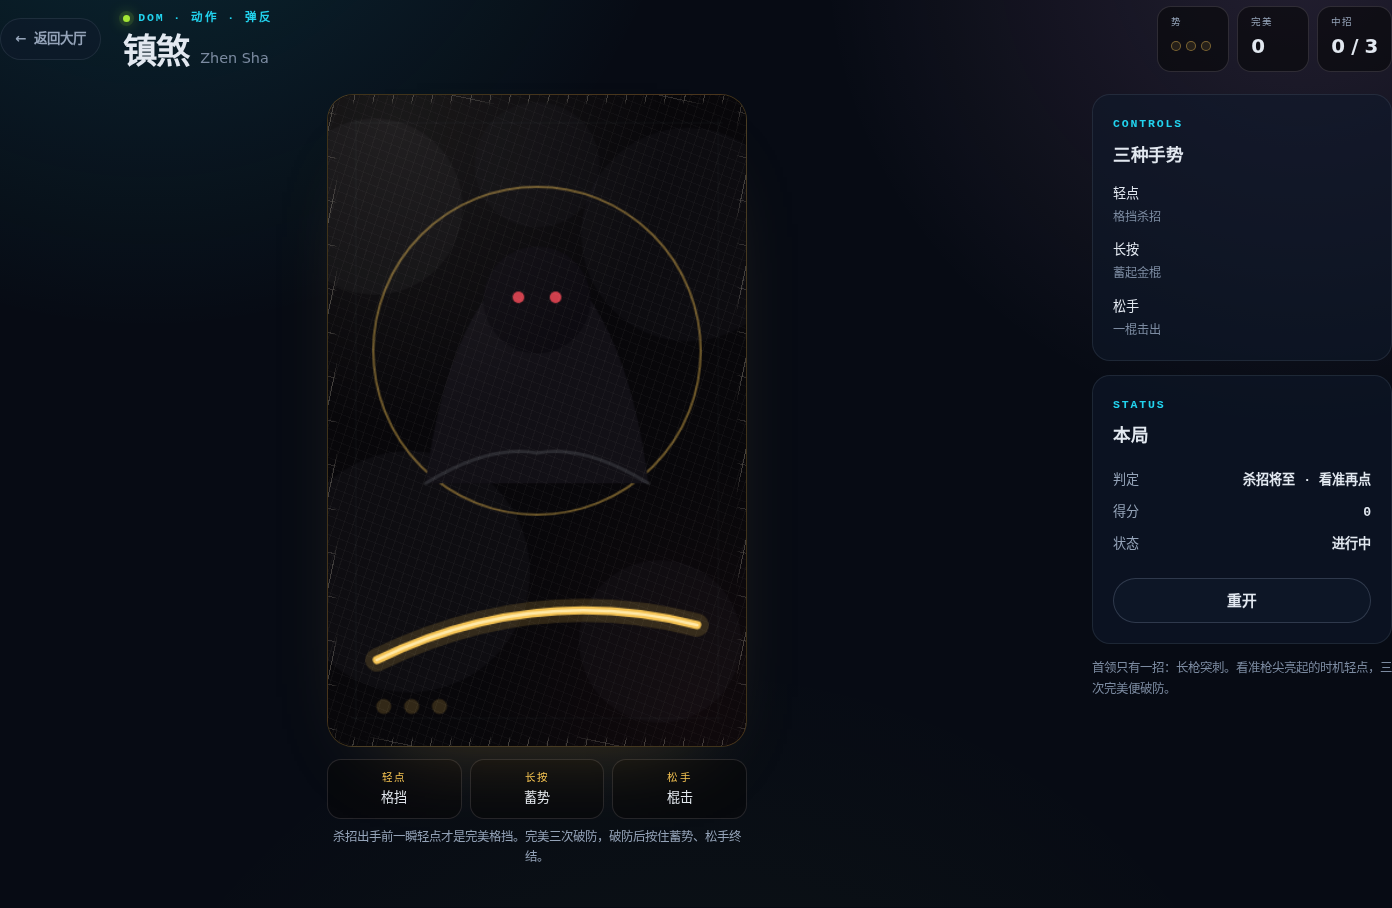 ← 返回大厅
DOM · 动作 · 弹反
镇煞 Zhen Sha
势
完美
0
中招
0 / 3
轻点
格挡
长按
蓄势
松手
棍击
杀招出手前一瞬轻点才是完美格挡。完美三次破防，破防后按住蓄势、松手终
结。
CONTROLS
三种手势
轻点
格挡杀招
长按
蓄起金棍
松手
一棍击出
STATUS
本局
判定 杀招将至 · 看准再点
得分 0
状态 进行中
重开
首领只有一招：长枪突刺。看准枪尖亮起的时机轻点，三
次完美便破防。